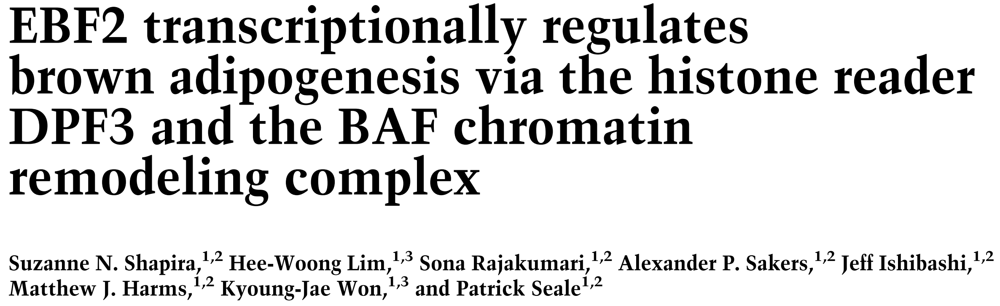 EBF2 transcriptionally regulates
brown adipogenesis via the histone reader
DPF3 and the BAF chromatin
remodeling complex
Suzanne N. Shapira,1,2 Hee-Woong Lim,1,3 Sona Rajakumari,1,2 Alexander P. Sakers,1,2 Jeff Ishibashi,1,2
Matthew J. Harms,1,2 Kyoung-Jae Won,1,3 and Patrick Seale1,2